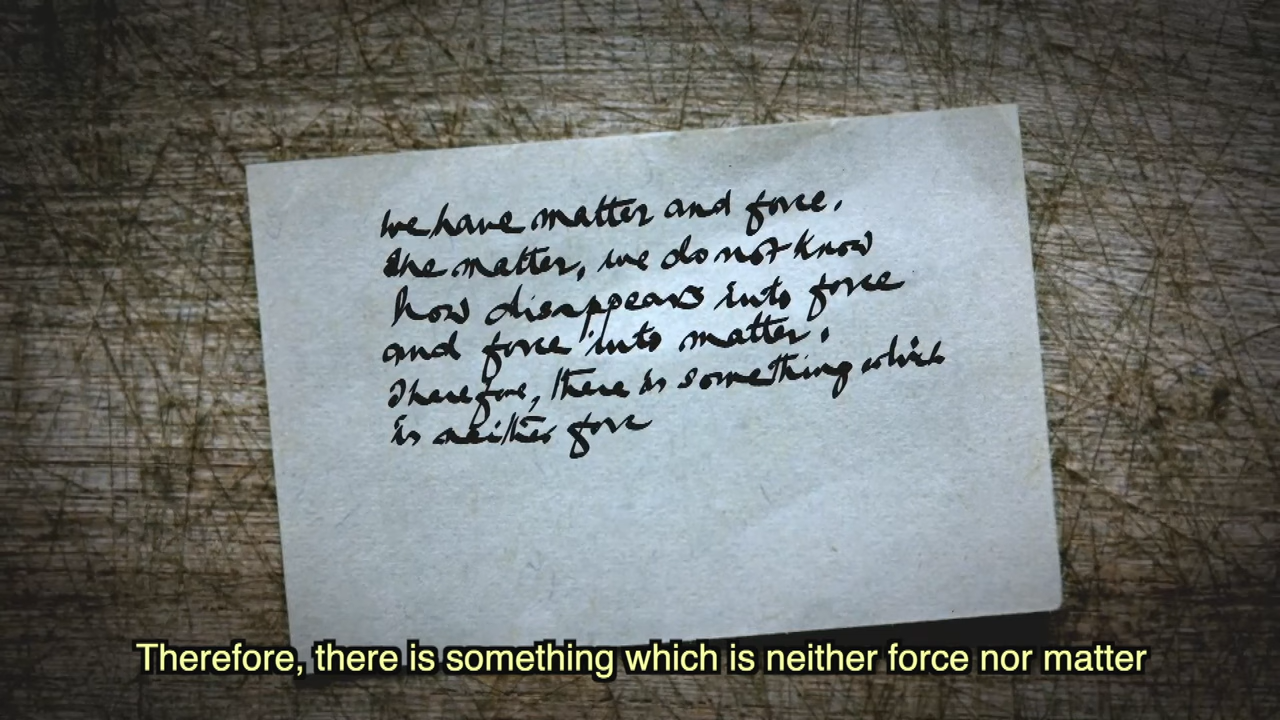 We have matter and force.
The matter, we do not know
how disappears into force
and force into matter.
Therefore, there is something which
is neither force
Therefore, there is something which is neither force nor matter